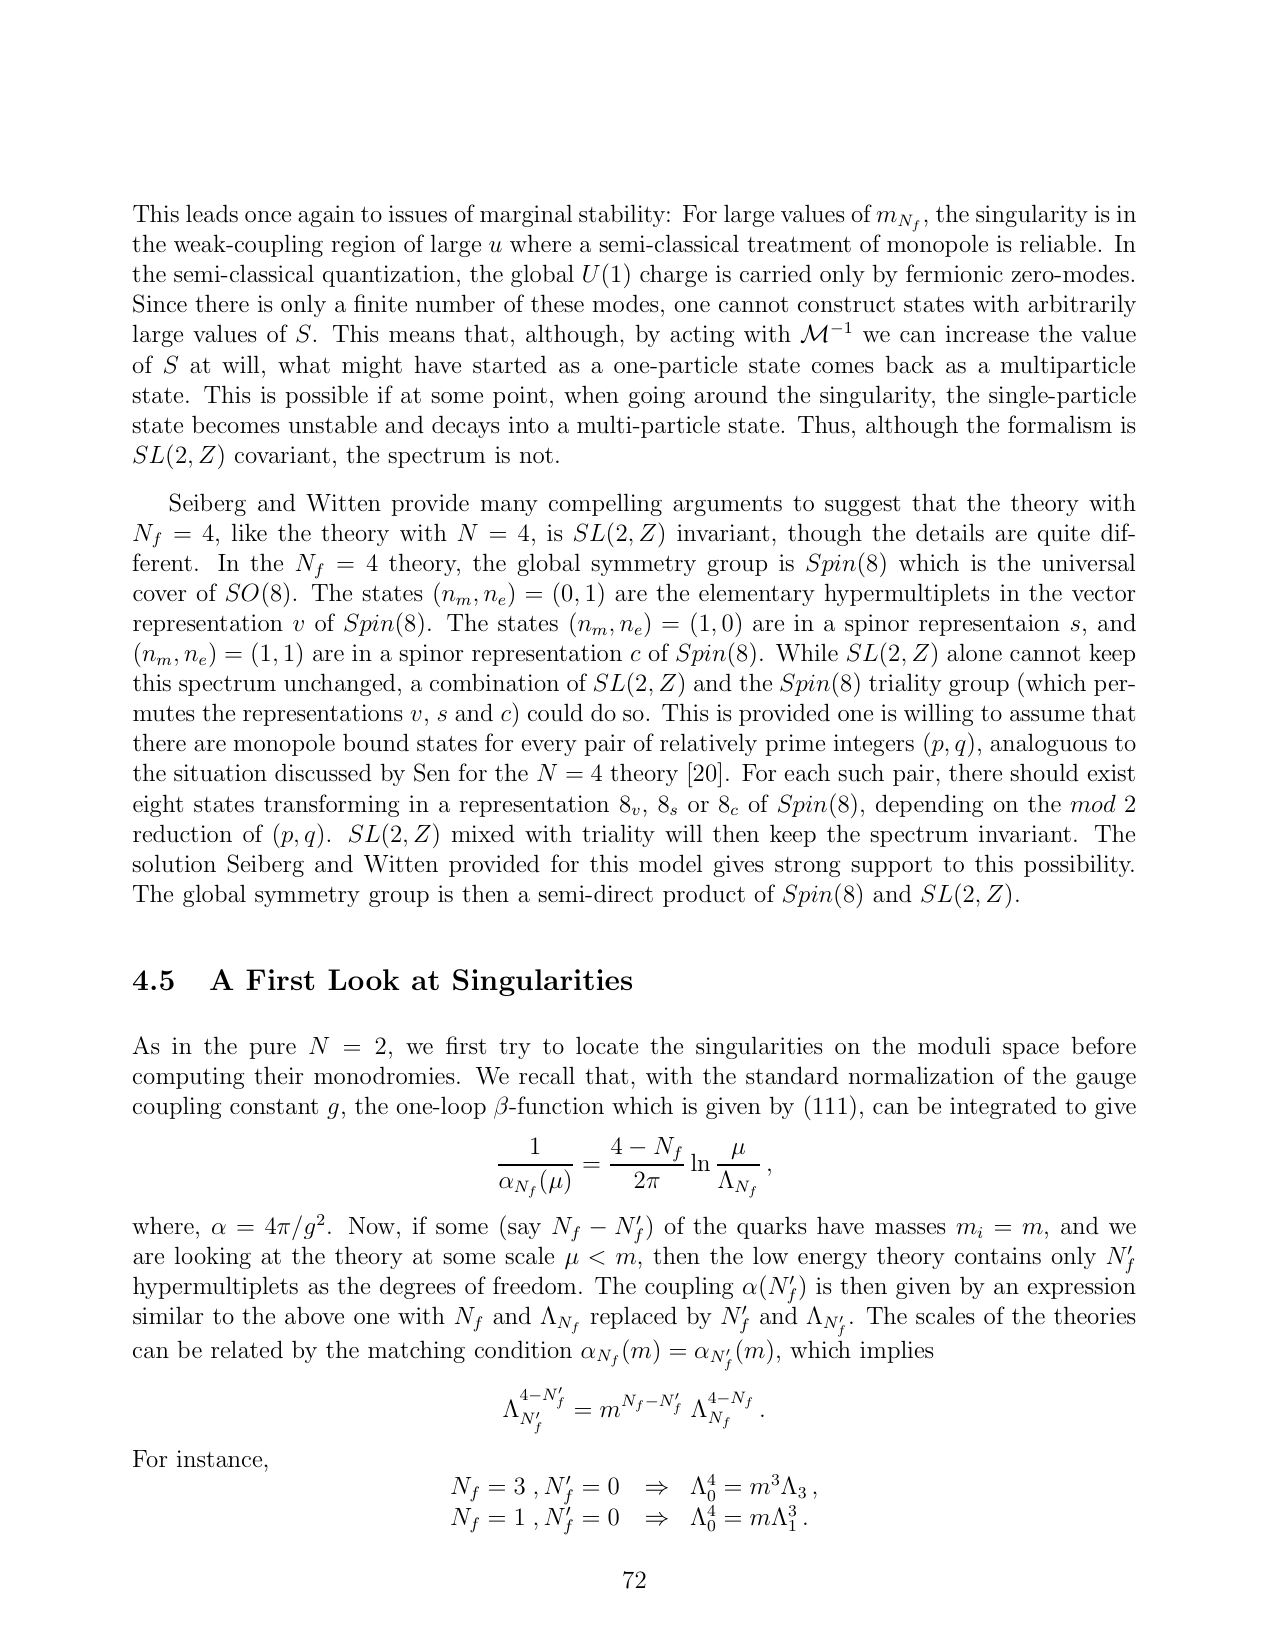 This leads once again to issues of marginal stability: For large values of $m_{N_f}$, the singularity is in
the weak-coupling region of large $u$ where a semi-classical treatment of monopole is reliable. In
the semi-classical quantization, the global $U(1)$ charge is carried only by fermionic zero-modes.
Since there is only a finite number of these modes, one cannot construct states with arbitrarily
large values of $S$. This means that, although, by acting with $\mathcal{M}^{-1}$ we can increase the value
of $S$ at will, what might have started as a one-particle state comes back as a multiparticle
state. This is possible if at some point, when going around the singularity, the single-particle
state becomes unstable and decays into a multi-particle state. Thus, although the formalism is
$SL(2, Z)$ covariant, the spectrum is not.
Seiberg and Witten provide many compelling arguments to suggest that the theory with
$N_f = 4$, like the theory with $N = 4$, is $SL(2, Z)$ invariant, though the details are quite dif-
ferent. In the $N_f = 4$ theory, the global symmetry group is $Spin(8)$ which is the universal
cover of $SO(8)$. The states $(n_m, n_e) = (0, 1)$ are the elementary hypermultiplets in the vector
representation $v$ of $Spin(8)$. The states $(n_m, n_e) = (1, 0)$ are in a spinor representaion $s$, and
$(n_m, n_e) = (1, 1)$ are in a spinor representation $c$ of $Spin(8)$. While $SL(2, Z)$ alone cannot keep
this spectrum unchanged, a combination of $SL(2, Z)$ and the $Spin(8)$ triality group (which per-
mutes the representations $v$, $s$ and $c$) could do so. This is provided one is willing to assume that
there are monopole bound states for every pair of relatively prime integers $(p, q)$, analoguous to
the situation discussed by Sen for the $N = 4$ theory [20]. For each such pair, there should exist
eight states transforming in a representation $8_v$, $8_s$ or $8_c$ of $Spin(8)$, depending on the $mod$ 2
reduction of $(p, q)$. $SL(2, Z)$ mixed with triality will then keep the spectrum invariant. The
solution Seiberg and Witten provided for this model gives strong support to this possibility.
The global symmetry group is then a semi-direct product of $Spin(8)$ and $SL(2, Z)$.
4.5 A First Look at Singularities
As in the pure $N = 2$, we first try to locate the singularities on the moduli space before
computing their monodromies. We recall that, with the standard normalization of the gauge
coupling constant $g$, the one-loop $\beta$-function which is given by (111), can be integrated to give
$\frac{1}{\alpha_{N_f}(\mu)} = \frac{4 - N_f}{2\pi} \ln \frac{\mu}{\Lambda_{N_f}} \,,$
where, $\alpha = 4\pi/g^2$. Now, if some (say $N_f - N'_f$) of the quarks have masses $m_i = m$, and we
are looking at the theory at some scale $\mu < m$, then the low energy theory contains only $N'_f$
hypermultiplets as the degrees of freedom. The coupling $\alpha(N'_f)$ is then given by an expression
similar to the above one with $N_f$ and $\Lambda_{N_f}$ replaced by $N'_f$ and $\Lambda_{N'_f}$. The scales of the theories
can be related by the matching condition $\alpha_{N_f}(m) = \alpha_{N'_f}(m)$, which implies
$\Lambda_{N'_f}^{4-N'_f} = m^{N_f-N'_f} \, \Lambda_{N_f}^{4-N_f} \,.$
For instance,
$N_f = 3 \,, N'_f = 0 \quad \Rightarrow \quad \Lambda_0^4 = m^3 \Lambda_3 \,,$
$N_f = 1 \,, N'_f = 0 \quad \Rightarrow \quad \Lambda_0^4 = m \Lambda_1^3 \,.$
72